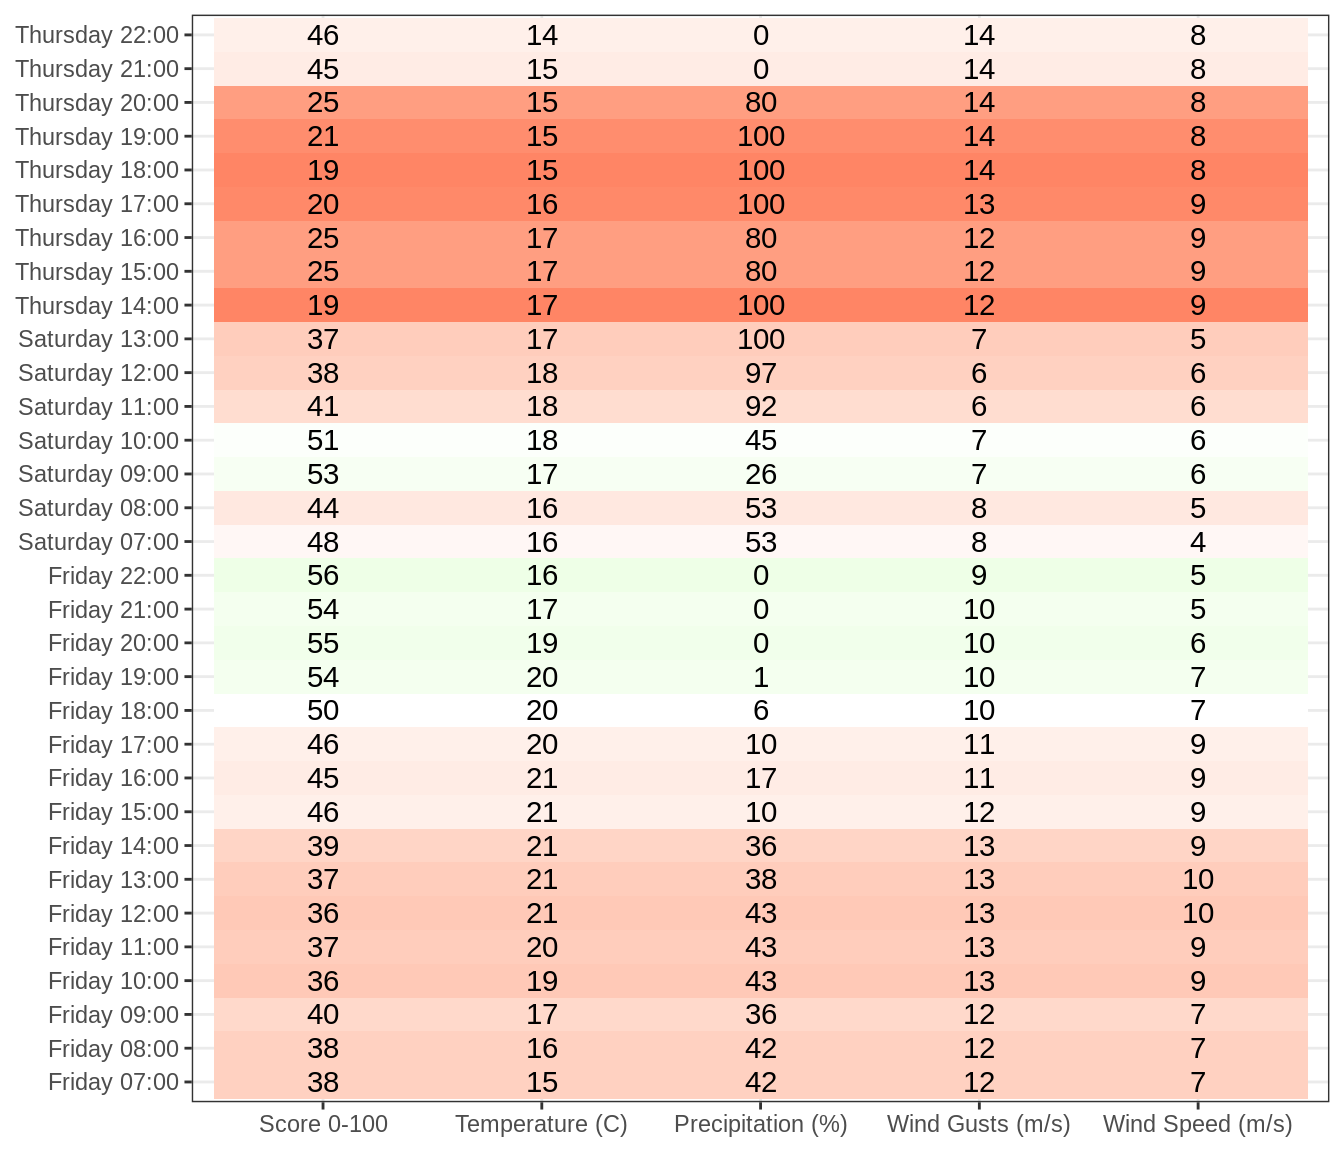 Thursday 22:00 46 14 0 14 8
Thursday 21:00 45 15 0 14 8
Thursday 20:00 25 15 80 14 8
Thursday 19:00 21 15 100 14 8
Thursday 18:00 19 15 100 14 8
Thursday 17:00 20 16 100 13 9
Thursday 16:00 25 17 80 12 9
Thursday 15:00 25 17 80 12 9
Thursday 14:00 19 17 100 12 9
Saturday 13:00 37 17 100 7 5
Saturday 12:00 38 18 97 6 6
Saturday 11:00 41 18 92 6 6
Saturday 10:00 51 18 45 7 6
Saturday 09:00 53 17 26 7 6
Saturday 08:00 44 16 53 8 5
Saturday 07:00 48 16 53 8 4
Friday 22:00 56 16 0 9 5
Friday 21:00 54 17 0 10 5
Friday 20:00 55 19 0 10 6
Friday 19:00 54 20 1 10 7
Friday 18:00 50 20 6 10 7
Friday 17:00 46 20 10 11 9
Friday 16:00 45 21 17 11 9
Friday 15:00 46 21 10 12 9
Friday 14:00 39 21 36 13 9
Friday 13:00 37 21 38 13 10
Friday 12:00 36 21 43 13 10
Friday 11:00 37 20 43 13 9
Friday 10:00 36 19 43 13 9
Friday 09:00 40 17 36 12 7
Friday 08:00 38 16 42 12 7
Friday 07:00 38 15 42 12 7
Score 0-100 Temperature (C) Precipitation (%) Wind Gusts (m/s) Wind Speed (m/s)